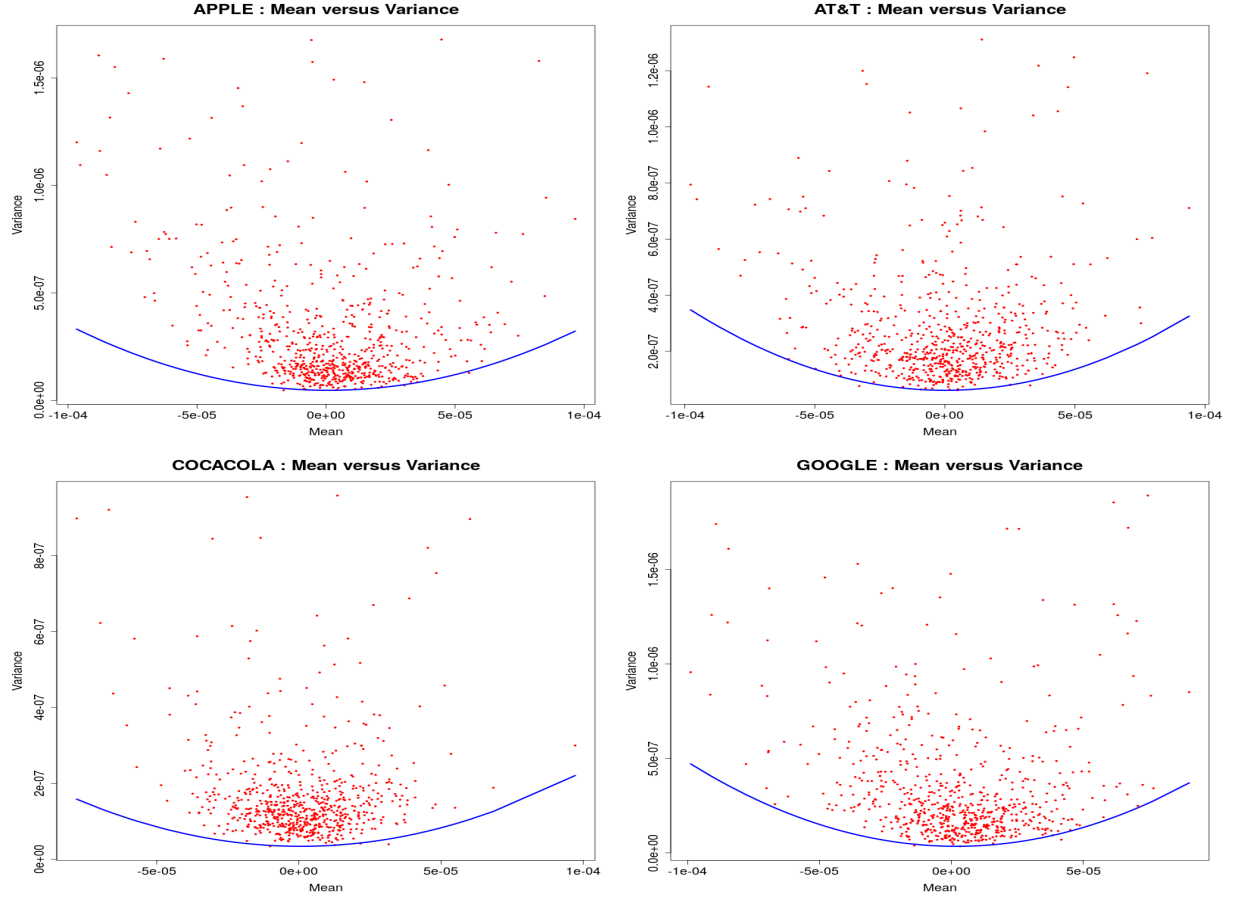 APPLE : Mean versus Variance
Variance
1.5e-06
1.0e-06
5.0e-07
0.0e+00
-1e-04 -5e-05 0e+00 5e-05 1e-04
Mean
AT&T : Mean versus Variance
Variance
1.2e-06
1.0e-06
8.0e-07
6.0e-07
4.0e-07
2.0e-07
-1e-04 -5e-05 0e+00 5e-05 1e-04
Mean
COCACOLA : Mean versus Variance
Variance
8e-07
6e-07
4e-07
2e-07
0e+00
-5e-05 0e+00 5e-05 1e-04
Mean
GOOGLE : Mean versus Variance
Variance
1.5e-06
1.0e-06
5.0e-07
0.0e+00
-1e-04 -5e-05 0e+00 5e-05
Mean